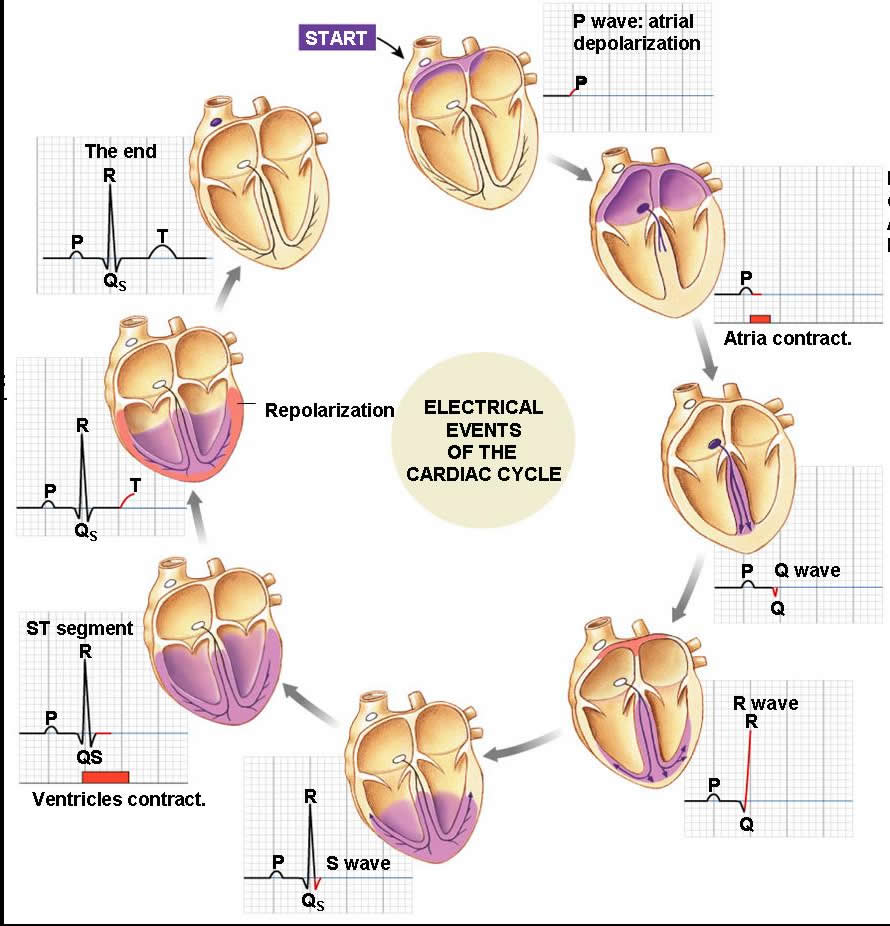 START
P wave: atrial
depolarization
P
P
Atria contract.
P
Q wave
Q
R wave
R
P
Q
R
P
S wave
QS
ST segment
R
P
QS
Ventricles contract.
Repolarization
R
P
T
QS
The end
R
P
T
QS
ELECTRICAL
EVENTS
OF THE
CARDIAC CYCLE